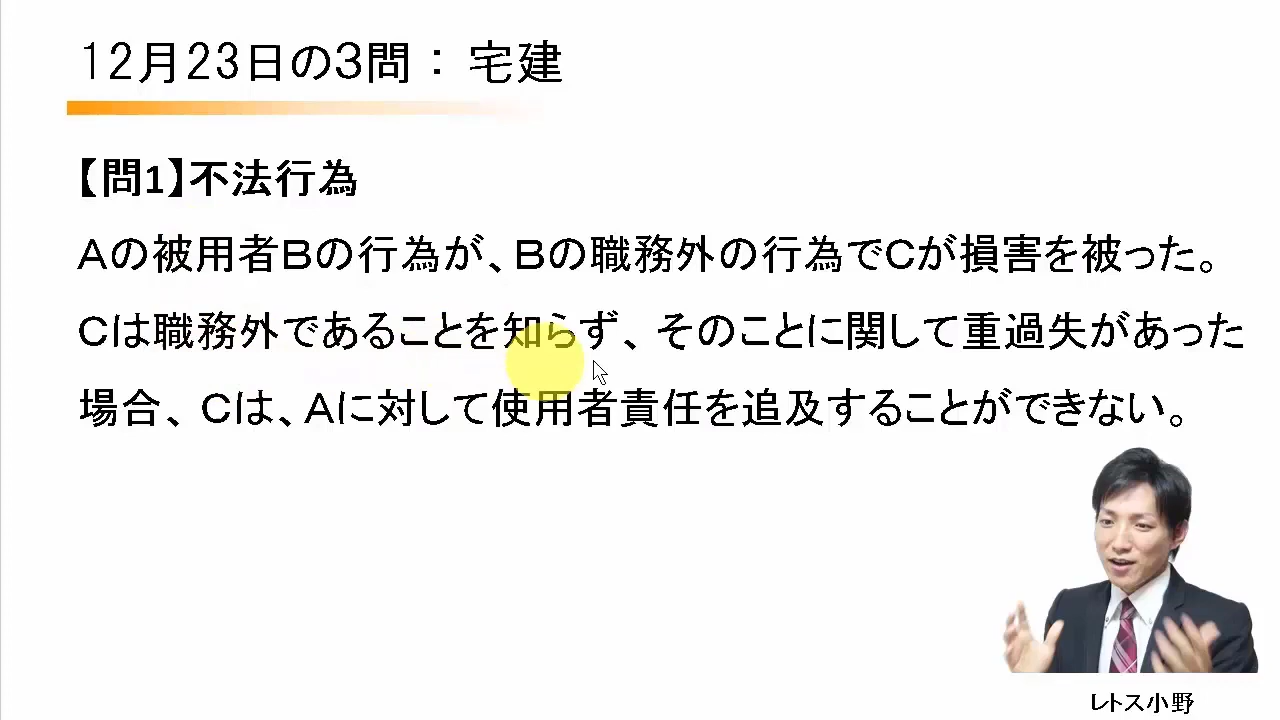 12月23日の3問：宅建
【問1】不法行為
Aの被用者Bの行為が、Bの職務外の行為でCが損害を被った。
Cは職務外であることを知らず、そのことに関して重過失があった
場合、Cは、Aに対して使用者責任を追及することができない。
レトス小野